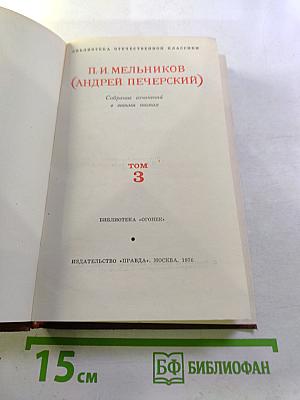 БИБЛИОТЕКА ОТЕЧЕСТВЕННОЙ КЛАССИКИ
П. И. МЕЛЬНИКОВ
(АНДРЕЙ ПЕЧЕРСКИЙ)
Собрание сочинений
в восьми томах
ТОМ
3
БИБЛИОТЕКА «ОГОНЕК»
ИЗДАТЕЛЬСТВО «ПРАВДА», МОСКВА, 1976
15 см
БФ БИБЛИОФАН